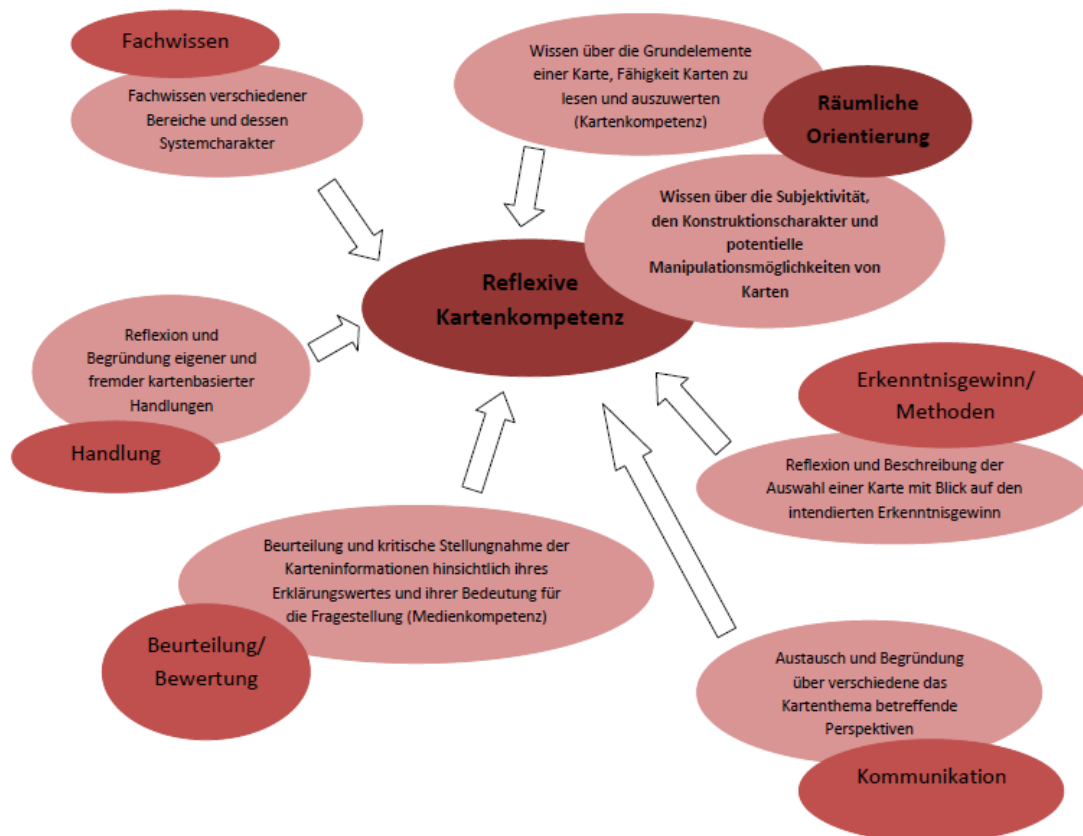 Fachwissen
Fachwissen verschiedener
Bereiche und dessen
Systemcharakter
Wissen über die Grundelemente
einer Karte, Fähigkeit Karten zu
lesen und auszuwerten
(Kartenkompetenz)
Räumliche
Orientierung
Wissen über die Subjektivität,
den Konstruktionscharakter und
potentielle
Manipulationsmöglichkeiten von
Karten
Reflexive
Kartenkompetenz
Reflexion und
Begründung eigener und
fremder kartenbasierter
Handlungen
Handlung
Erkenntnisgewinn/
Methoden
Reflexion und Beschreibung der
Auswahl einer Karte mit Blick auf den
intendierten Erkenntnisgewinn
Beurteilung und kritische Stellungnahme der
Karteninformationen hinsichtlich ihres
Erklärungswertes und ihrer Bedeutung für
die Fragestellung (Medienkompetenz)
Beurteilung/
Bewertung
Austausch und Begründung
über verschiedene das
Kartenthema betreffende
Perspektiven
Kommunikation